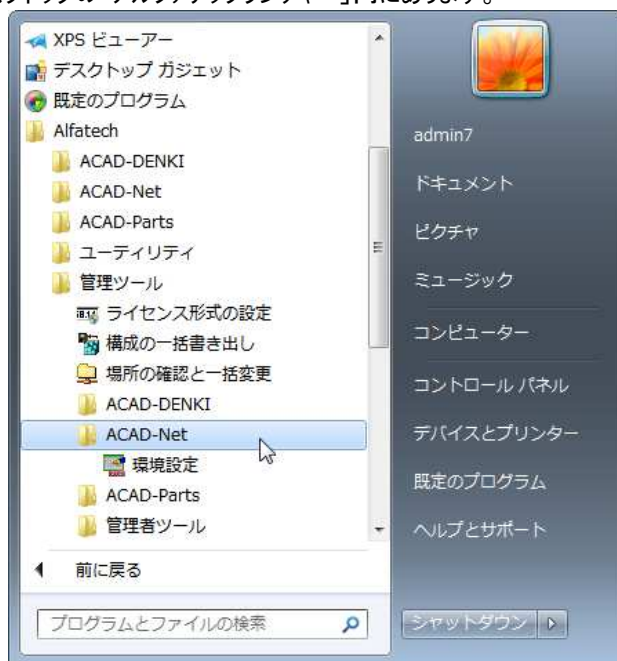 XPS ビューアー
デスクトップ ガジェット
既定のプログラム
Alfatech
ACAD-DENKI
ACAD-Net
ACAD-Parts
ユーティリティ
管理ツール
ライセンス形式の設定
構成の一括書き出し
場所の確認と一括変更
ACAD-DENKI
ACAD-Net
環境設定
ACAD-Parts
管理者ツール
前に戻る
プログラムとファイルの検索
admin7
ドキュメント
ピクチャ
ミュージック
コンピューター
コントロール パネル
デバイスとプリンター
既定のプログラム
ヘルプとサポート
シャットダウン